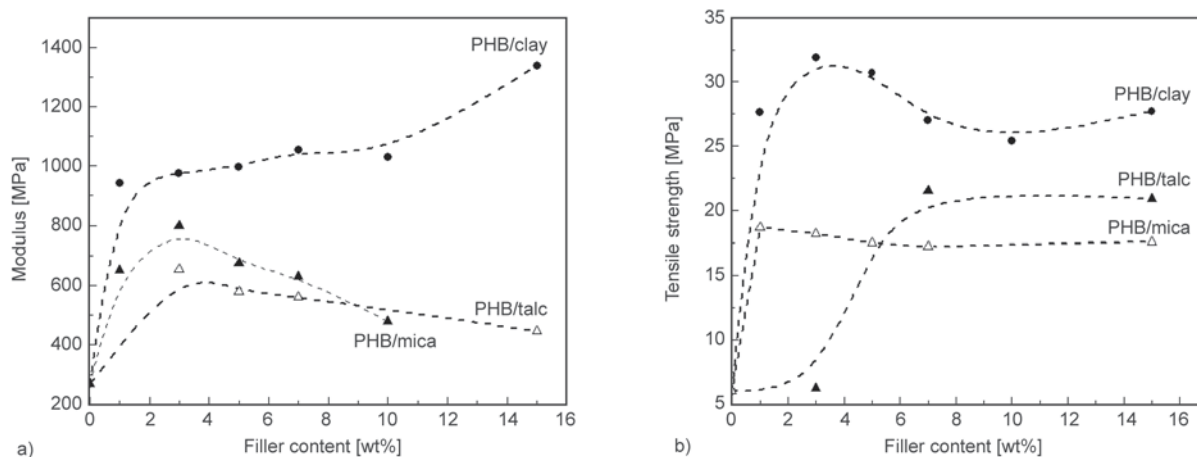 1400
1200
1000
800
600
400
200
Modulus [MPa]
PHB/clay
PHB/talc
PHB/mica
0 2 4 6 8 10 12 14 16
Filler content [wt%]
a)
35
30
25
20
15
10
5
Tensile strength [MPa]
PHB/clay
PHB/talc
PHB/mica
0 2 4 6 8 10 12 14 16
Filler content [wt%]
b)